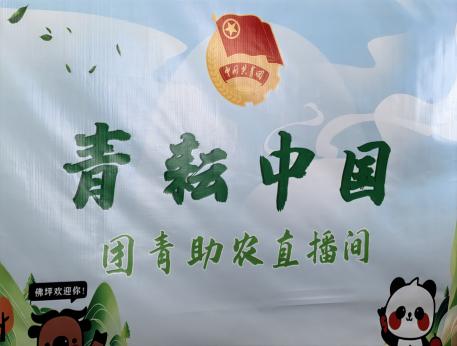 中国共青团
青耘中国
团青助农直播间
佛坪欢迎你!